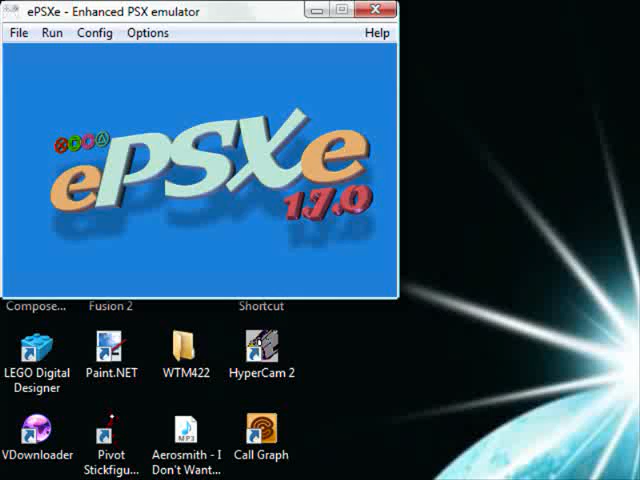 ePSXe - Enhanced PSX emulator
File Run Config Options Help
ePSXe
1.7.0
Compose... Fusion 2 Shortcut
LEGO Digital Designer
Paint.NET
WTM422
HyperCam 2
VDownloader
Pivot
Stickfigu...
MP3
Aerosmith - I
Don't Want...
Call Graph